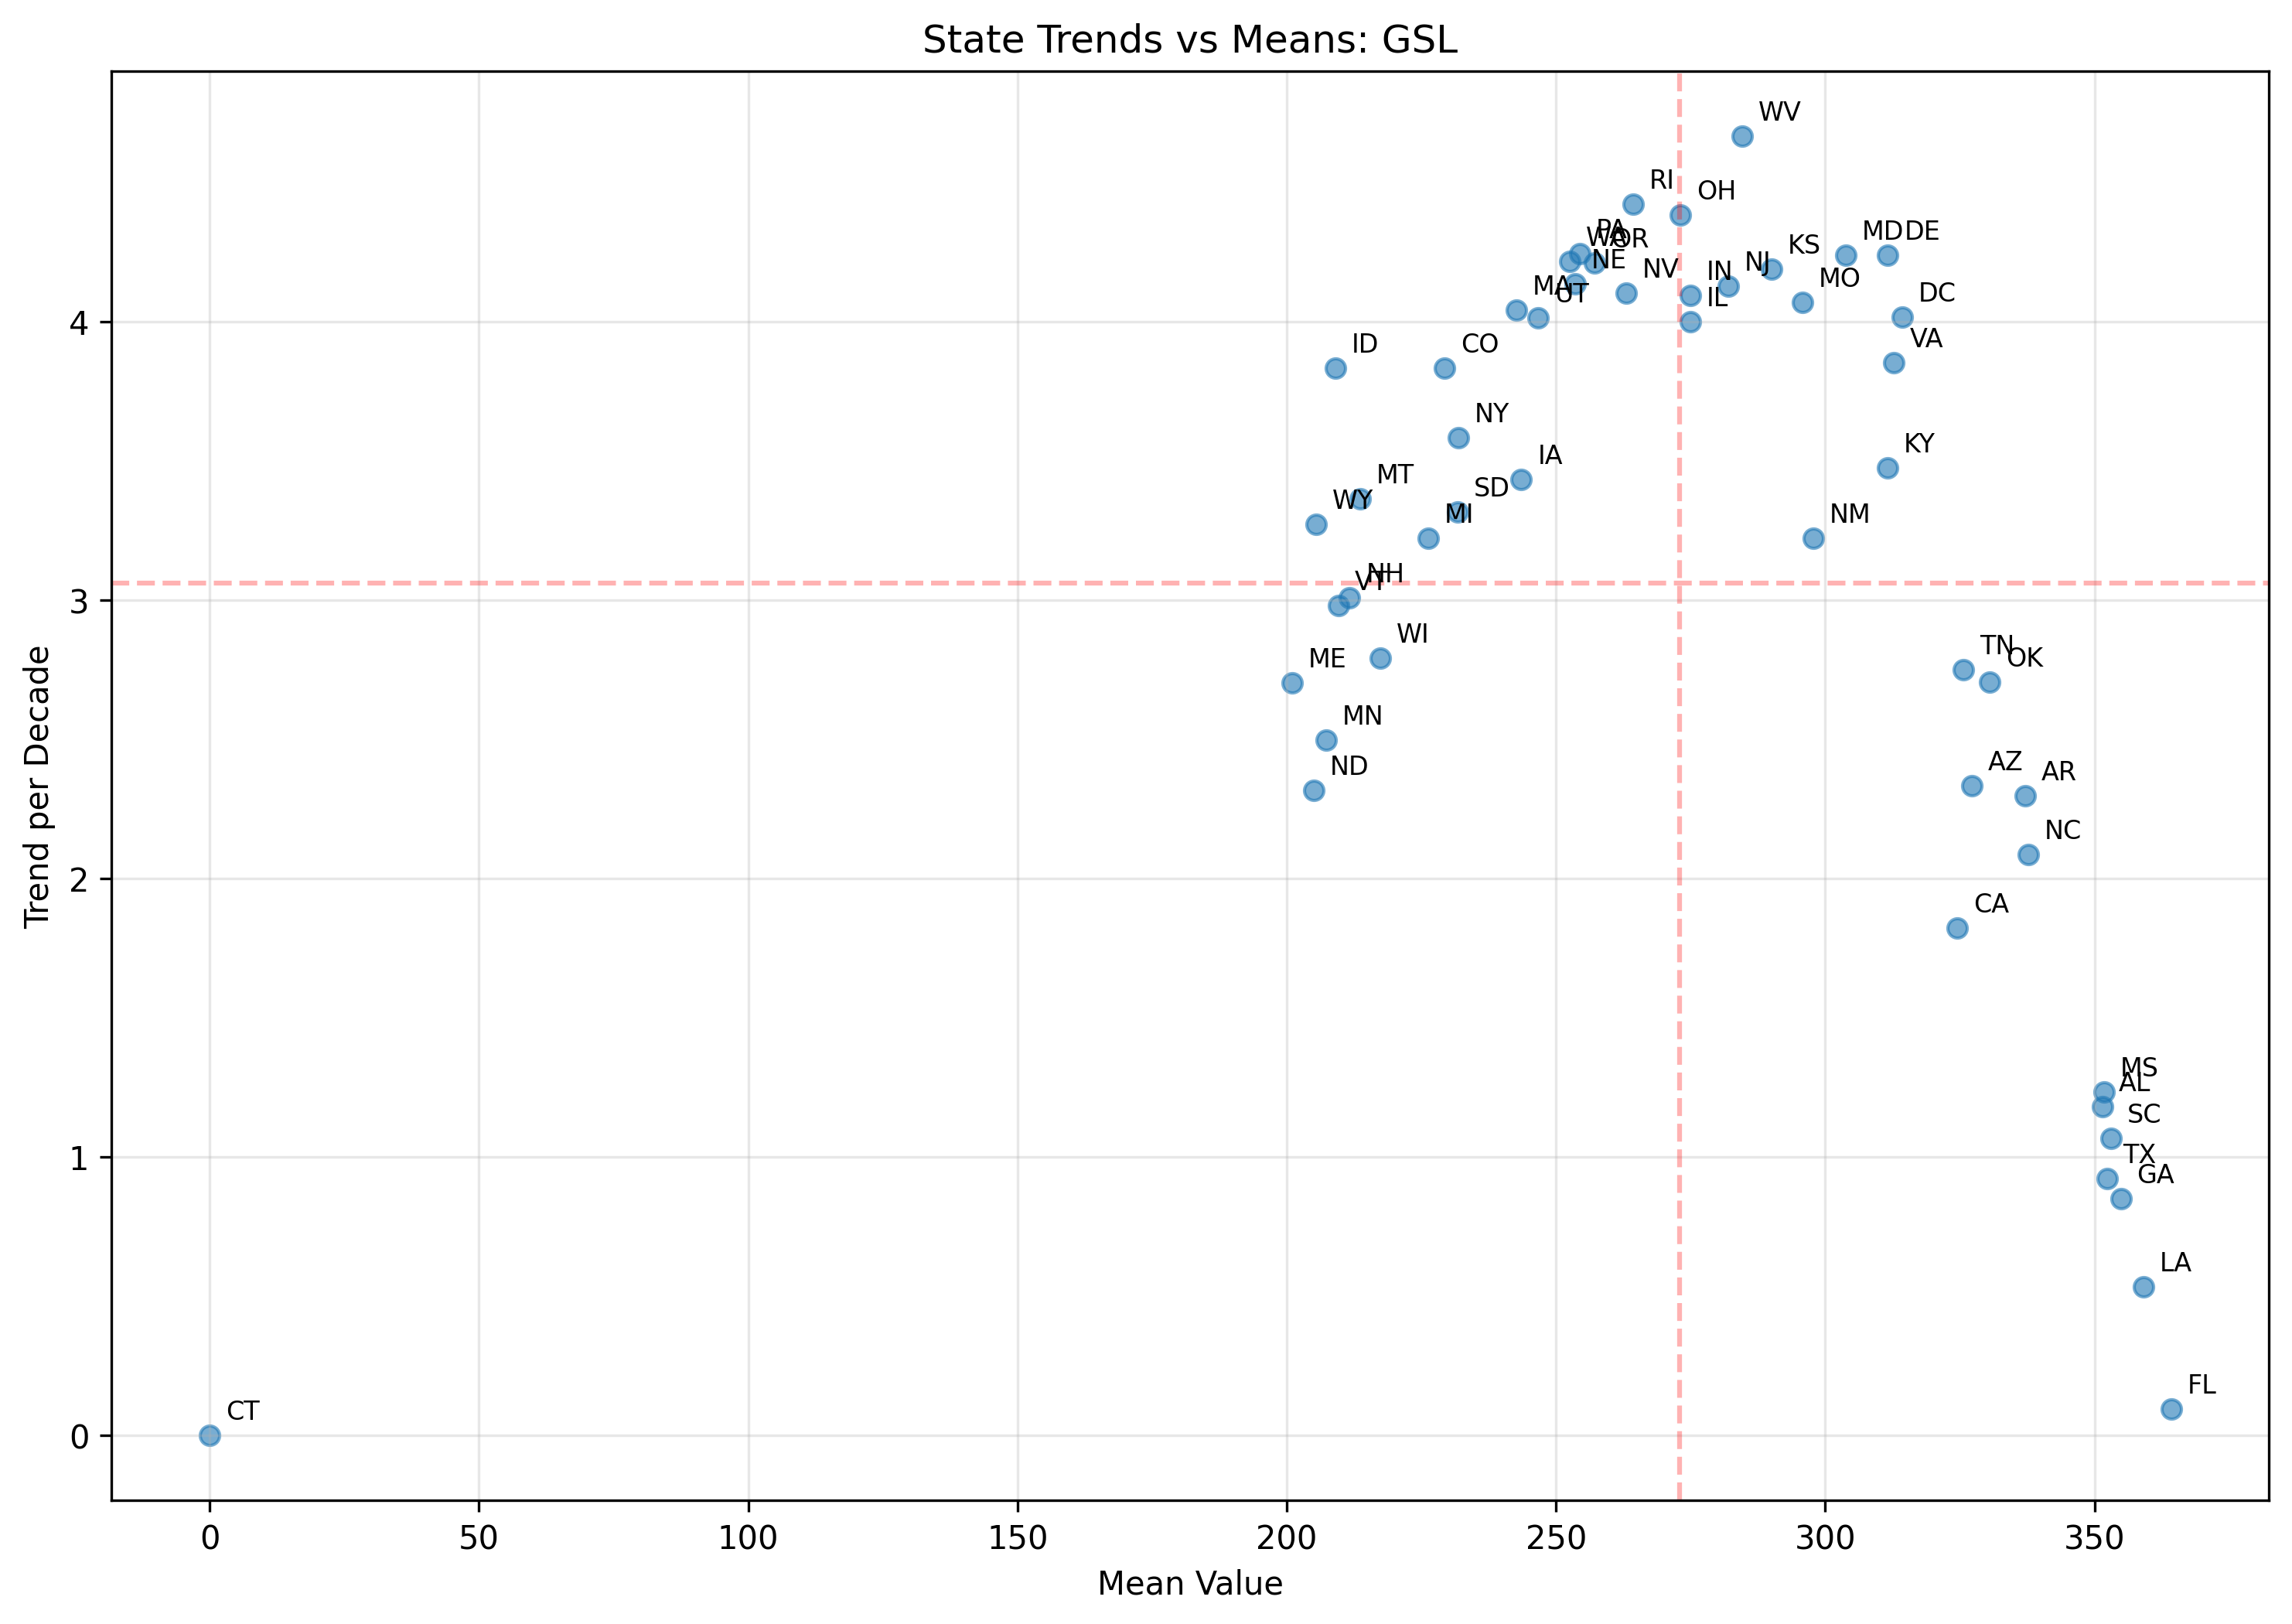 State Trends vs Means: GSL
WV
RI
OH
PA
WA
OR
MD
DE
KS
NE
NV
IN
NJ
MO
MA
UT
IL
DC
ID
CO
VA
NY
KY
IA
MT
SD
WY
MI
NM
NH
VT
WI
TN
OK
ME
MN
ND
AZ
AR
NC
CA
MS
AL
SC
TX
GA
LA
FL
CT
4
3
2
1
0
Trend per Decade
0 50 100 150 200 250 300 350
Mean Value